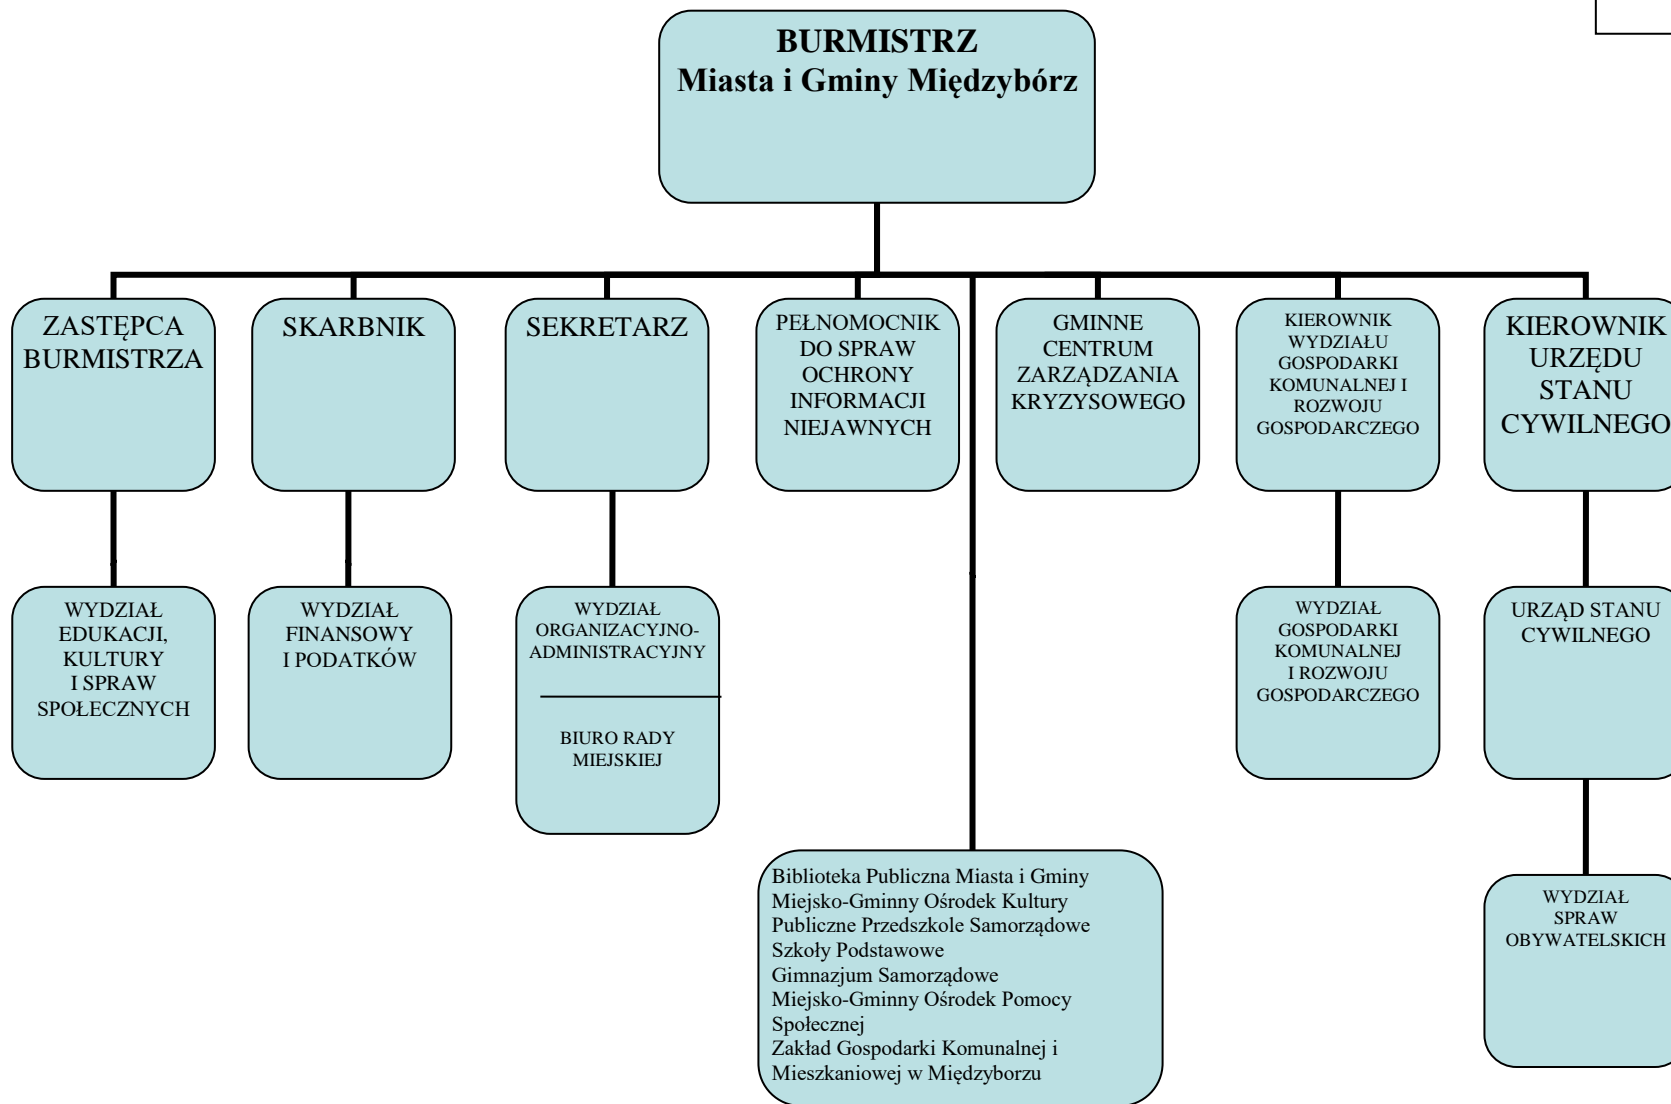 BURMISTRZ
Miasta i Gminy Międzybórz
ZASTĘPCA
BURMISTRZA
SKARBNIK
SEKRETARZ
PEŁNOMOCNIK
DO SPRAW
OCHRONY
INFORMACJI
NIEJAWNYCH
GMINNE
CENTRUM
ZARZĄDZANIA
KRYZYSOWEGO
KIEROWNIK
WYDZIAŁU
GOSPODARKI
KOMUNALNEJ I
ROZWOJU
GOSPODARCZEGO
KIEROWNIK
URZĘDU
STANU
CYWILNEGO
WYDZIAŁ
EDUKACJI,
KULTURY
I SPRAW
SPOŁECZNYCH
WYDZIAŁ
FINANSOWY
I PODATKÓW
WYDZIAŁ
ORGANIZACYJNO-
ADMINISTRACYJNY
BIURO RADY
MIEJSKIEJ
WYDZIAŁ
GOSPODARKI
KOMUNALNEJ
I ROZWOJU
GOSPODARCZEGO
URZĄD STANU
CYWILNEGO
Biblioteka Publiczna Miasta i Gminy
Miejsko-Gminny Ośrodek Kultury
Publiczne Przedszkole Samorządowe
Szkoły Podstawowe
Gimnazjum Samorządowe
Miejsko-Gminny Ośrodek Pomocy
Społecznej
Zakład Gospodarki Komunalnej i
Mieszkaniowej w Międzyborzu
WYDZIAŁ
SPRAW
OBYWATELSKICH